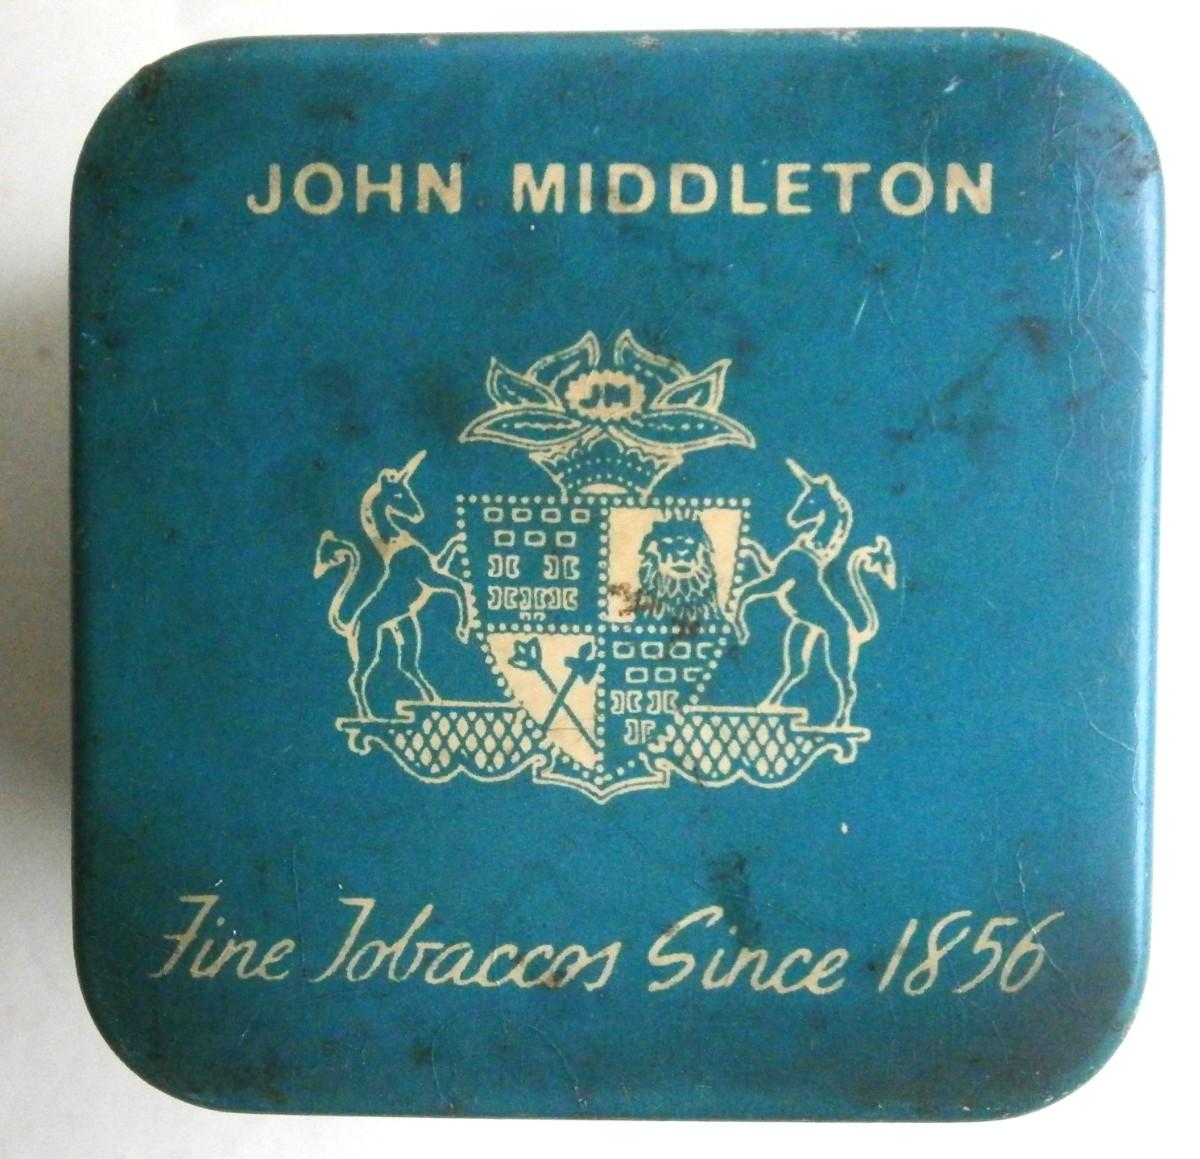 JOHN MIDDLETON
JM
Fine Tobaccos Since 1856